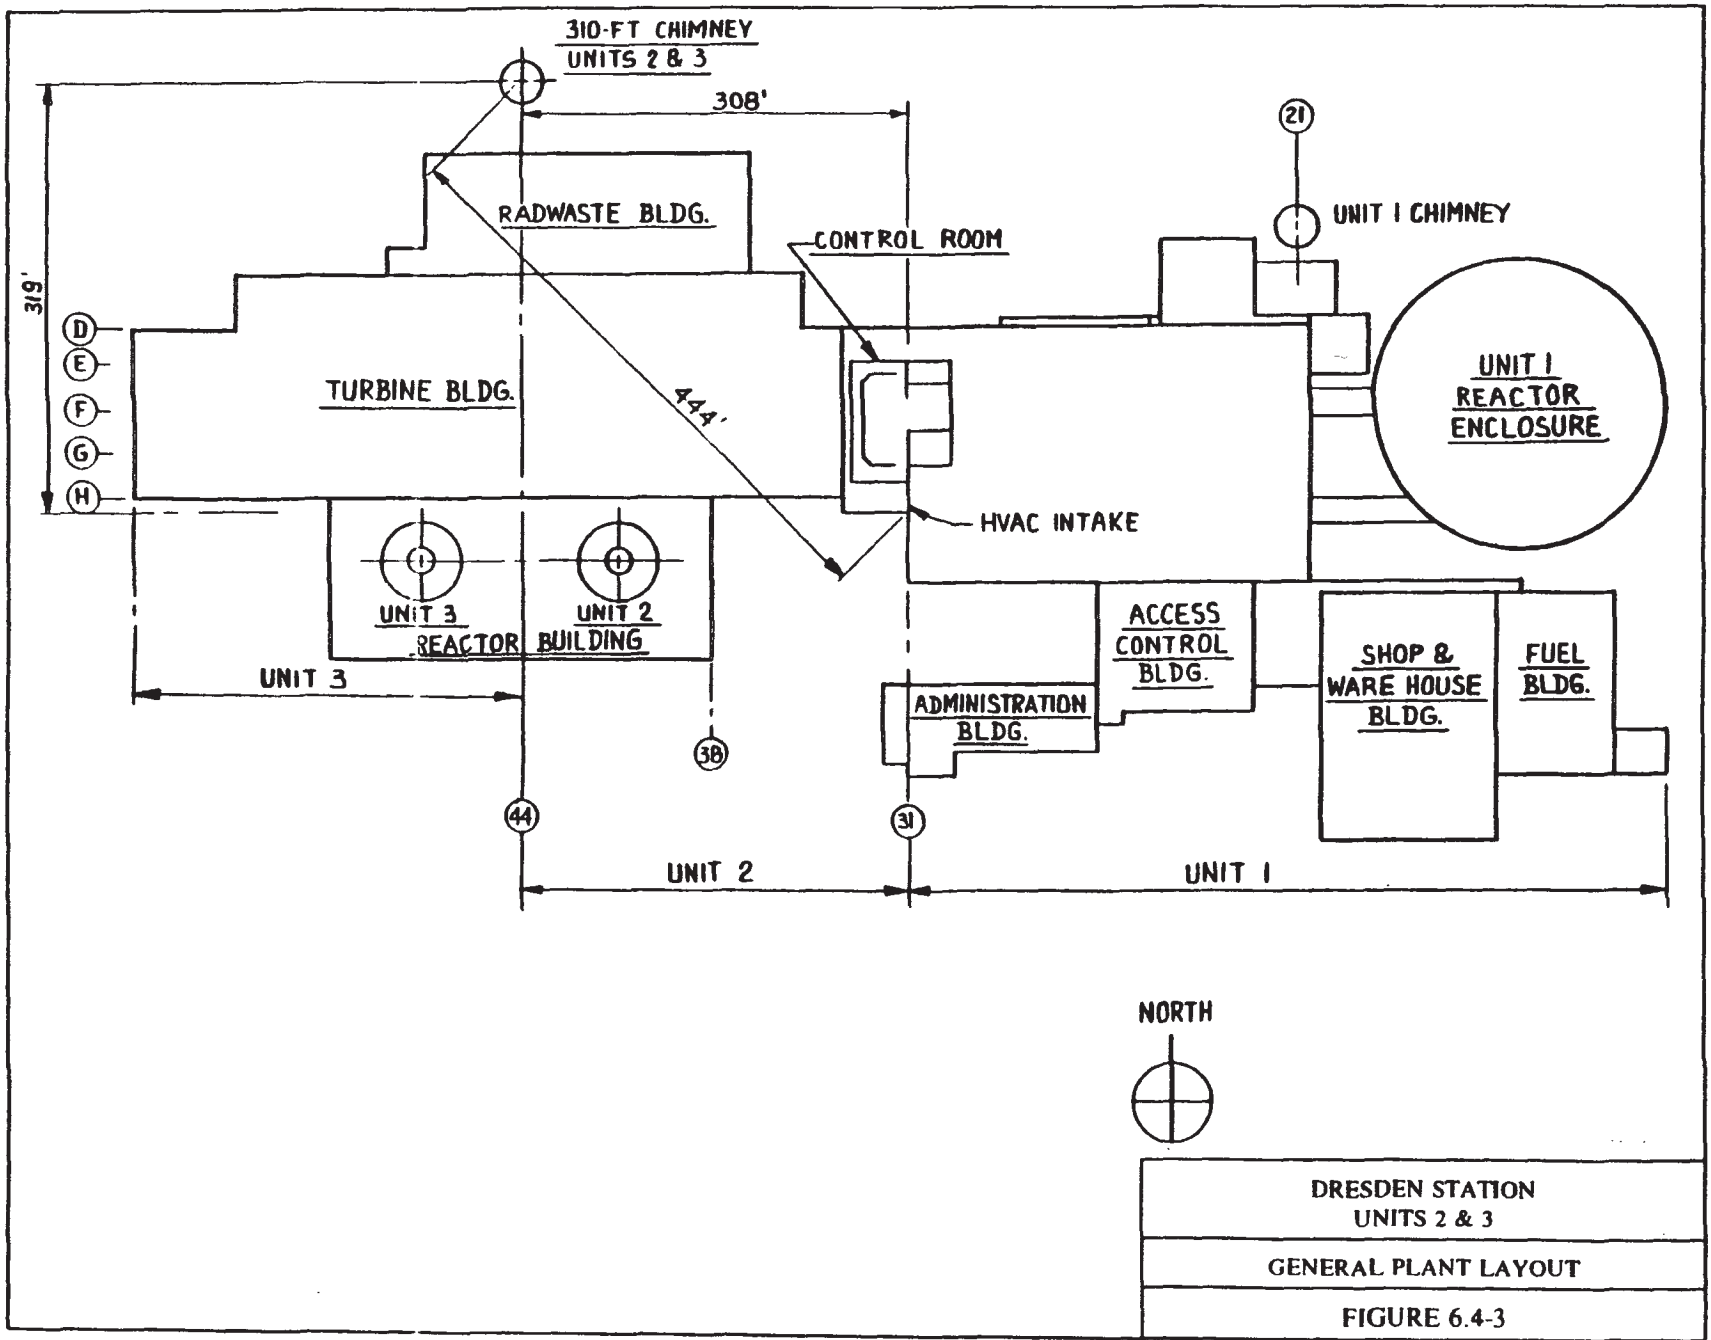 310-FT CHIMNEY
UNITS 2 & 3
308'
21
UNIT 1 CHIMNEY
RADWASTE BLDG.
CONTROL ROOM
319'
D
E
F
G
H
TURBINE BLDG.
444'
UNIT 1
REACTOR
ENCLOSURE
HVAC INTAKE
UNIT 3
UNIT 2
REACTOR BUILDING
UNIT 3
ACCESS
CONTROL
BLDG.
SHOP &
WARE HOUSE
BLDG.
FUEL
BLDG.
ADMINISTRATION
BLDG.
38
44
31
UNIT 2
UNIT 1
NORTH
DRESDEN STATION
UNITS 2 & 3
GENERAL PLANT LAYOUT
FIGURE 6.4-3